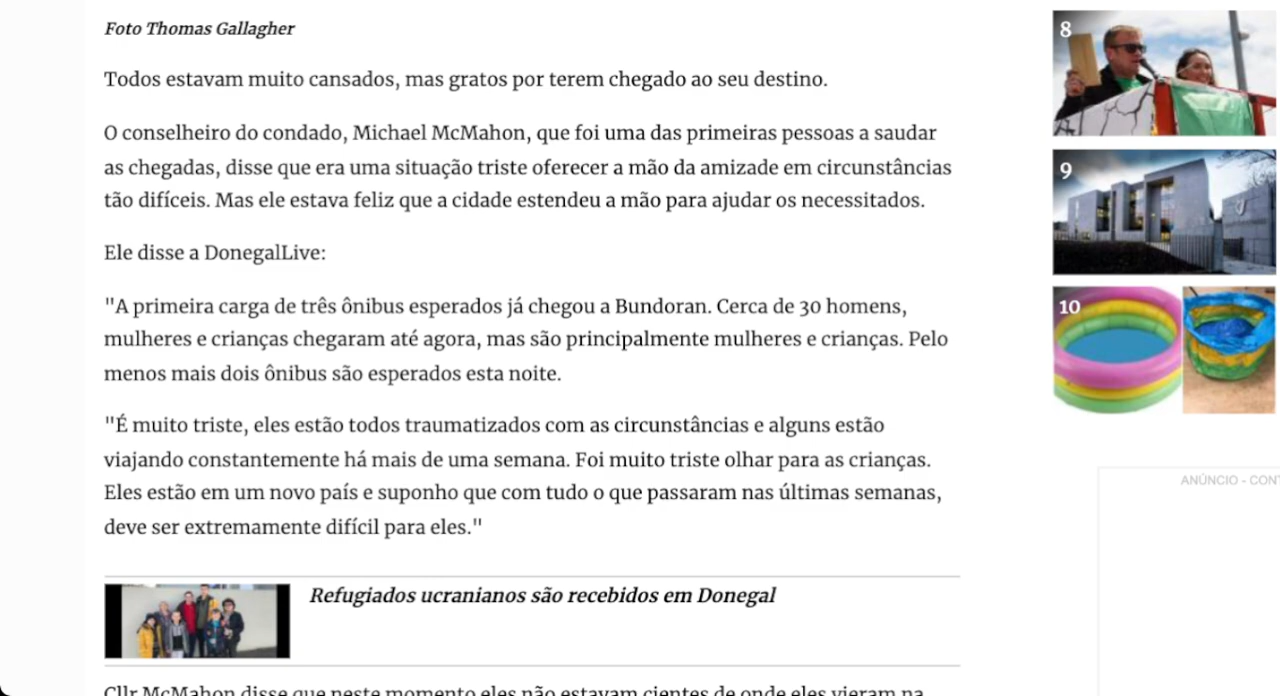 Foto Thomas Gallagher
Todos estavam muito cansados, mas gratos por terem chegado ao seu destino.
O conselheiro do condado, Michael McMahon, que foi uma das primeiras pessoas a saudar
as chegadas, disse que era uma situação triste oferecer a mão da amizade em circunstâncias
tão difíceis. Mas ele estava feliz que a cidade estendeu a mão para ajudar os necessitados.
Ele disse a DonegalLive:
"A primeira carga de três ônibus esperados já chegou a Bundoran. Cerca de 30 homens,
mulheres e crianças chegaram até agora, mas são principalmente mulheres e crianças. Pelo
menos mais dois ônibus são esperados esta noite.
"É muito triste, eles estão todos traumatizados com as circunstâncias e alguns estão
viajando constantemente há mais de uma semana. Foi muito triste olhar para as crianças.
Eles estão em um novo país e suponho que com tudo o que passaram nas últimas semanas,
deve ser extremamente difícil para eles."
Refugiados ucranianos são recebidos em Donegal
Cllr McMahon disse que neste momento eles não estavam cientes de onde eles vieram na
8
9
10
ANÚNCIO - CONT